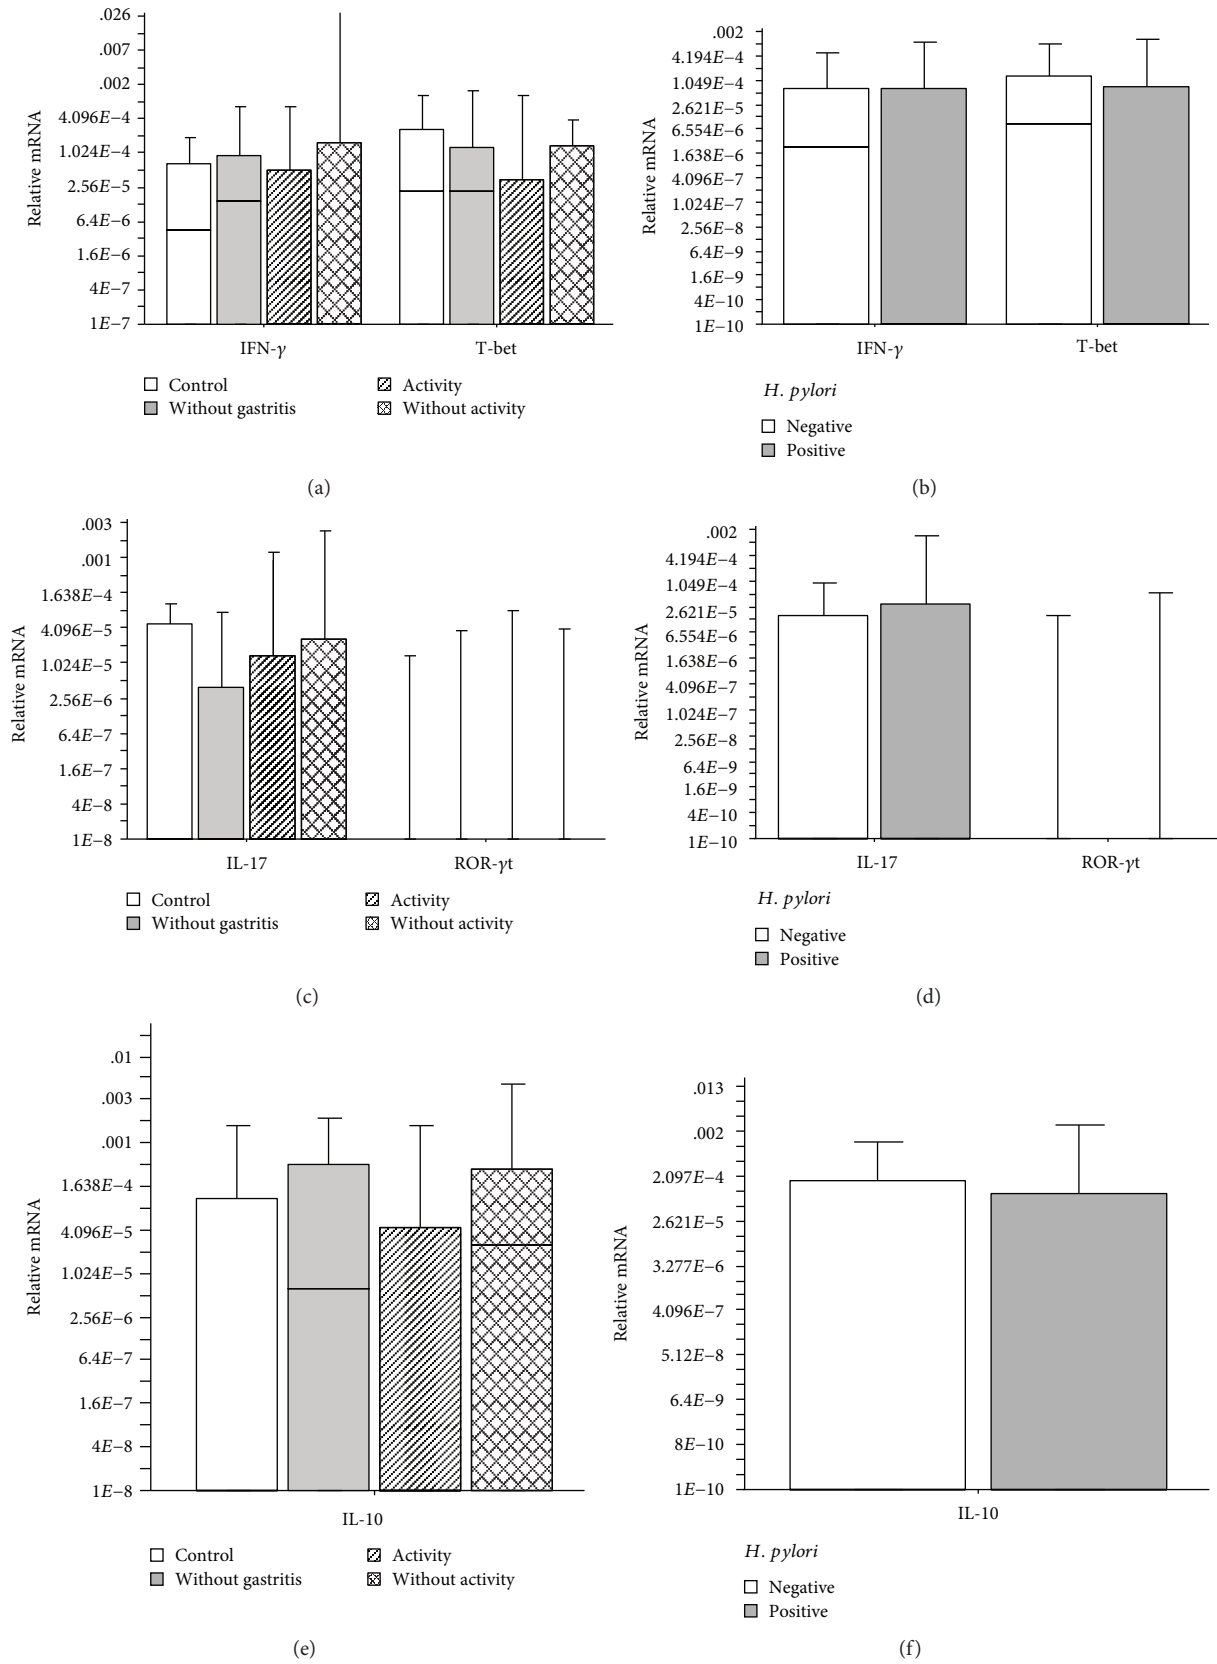 .026
.007
.002
4.096E−4
1.024E−4
2.56E−5
6.4E−6
1.6E−6
4E−7
1E−7
Relative mRNA
IFN-γ T-bet
Control Activity
Without gastritis Without activity
(a)
.002
4.194E−4
1.049E−4
2.621E−5
6.554E−6
1.638E−6
4.096E−7
1.024E−7
2.56E−8
6.4E−9
1.6E−9
4E−10
1E−10
Relative mRNA
IFN-γ T-bet
H. pylori
Negative
Positive
(b)
.003
.001
1.638E−4
4.096E−5
1.024E−5
2.56E−6
6.4E−7
1.6E−7
4E−8
1E−8
Relative mRNA
IL-17 ROR-γt
Control Activity
Without gastritis Without activity
(c)
.002
4.194E−4
1.049E−4
2.621E−5
6.554E−6
1.638E−6
4.096E−7
1.024E−7
2.56E−8
6.4E−9
1.6E−9
4E−10
1E−10
Relative mRNA
IL-17 ROR-γt
H. pylori
Negative
Positive
(d)
.01
.003
.001
1.638E−4
4.096E−5
1.024E−5
2.56E−6
6.4E−7
1.6E−7
4E−8
1E−8
Relative mRNA
IL-10
Control Activity
Without gastritis Without activity
(e)
.013
.002
2.097E−4
2.621E−5
3.277E−6
4.096E−7
5.12E−8
6.4E−9
8E−10
1E−10
Relative mRNA
IL-10
H. pylori
Negative
Positive
(f)